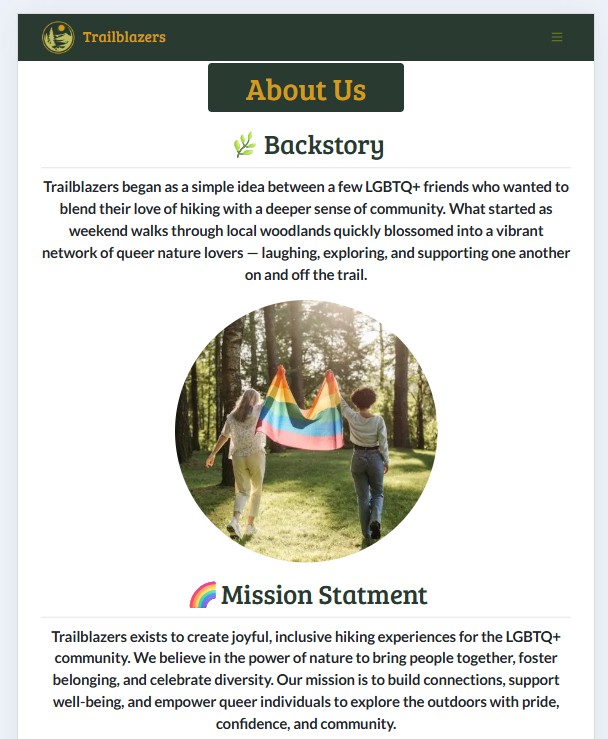 Trailblazers
About Us
🌿 Backstory
Trailblazers began as a simple idea between a few LGBTQ+ friends who wanted to
blend their love of hiking with a deeper sense of community. What started as
weekend walks through local woodlands quickly blossomed into a vibrant
network of queer nature lovers — laughing, exploring, and supporting one another
on and off the trail.
🌈 Mission Statment
Trailblazers exists to create joyful, inclusive hiking experiences for the LGBTQ+
community. We believe in the power of nature to bring people together, foster
belonging, and celebrate diversity. Our mission is to build connections, support
well-being, and empower queer individuals to explore the outdoors with pride,
confidence, and community.